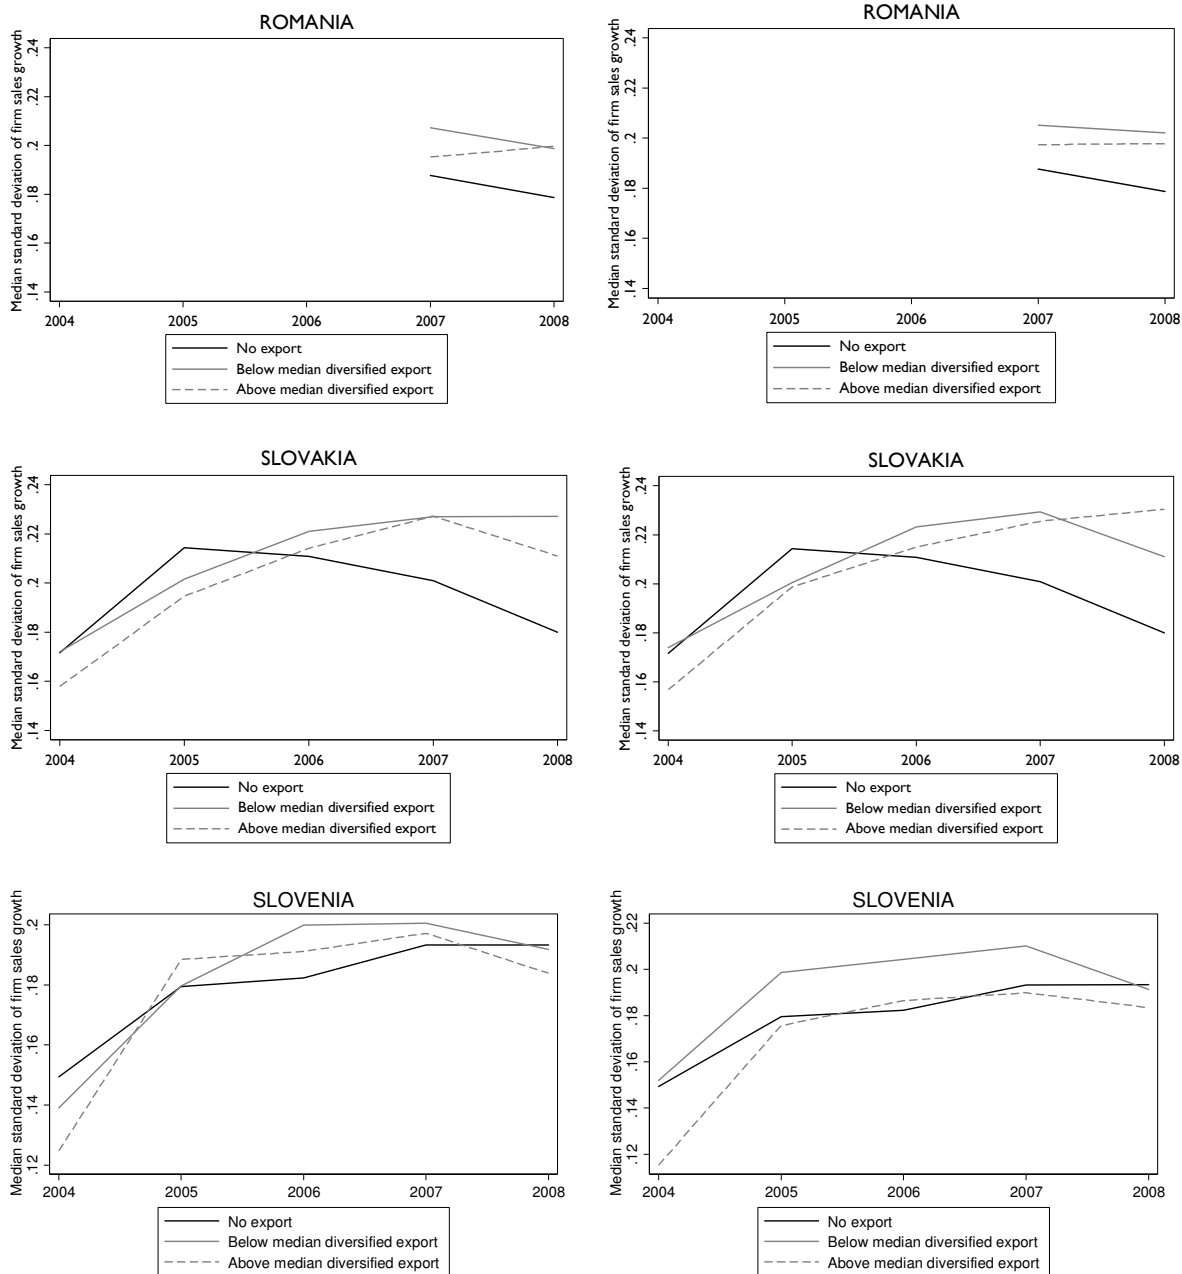 ROMANIA
Median standard deviation of firm sales growth
.24
.22
.2
.18
.16
.14
2004 2005 2006 2007 2008
No export
Below median diversified export
Above median diversified export
ROMANIA
Median standard deviation of firm sales growth
.24
.22
.2
.18
.16
.14
2004 2005 2006 2007 2008
No export
Below median diversified export
Above median diversified export
SLOVAKIA
Median standard deviation of firm sales growth
.24
.22
.2
.18
.16
.14
2004 2005 2006 2007 2008
No export
Below median diversified export
Above median diversified export
SLOVAKIA
Median standard deviation of firm sales growth
.24
.22
.2
.18
.16
.14
2004 2005 2006 2007 2008
No export
Below median diversified export
Above median diversified export
SLOVENIA
Median standard deviation of firm sales growth
.2
.18
.16
.14
.12
2004 2005 2006 2007 2008
No export
Below median diversified export
Above median diversified export
SLOVENIA
Median standard deviation of firm sales growth
.22
.2
.18
.16
.14
.12
2004 2005 2006 2007 2008
No export
Below median diversified export
Above median diversified export